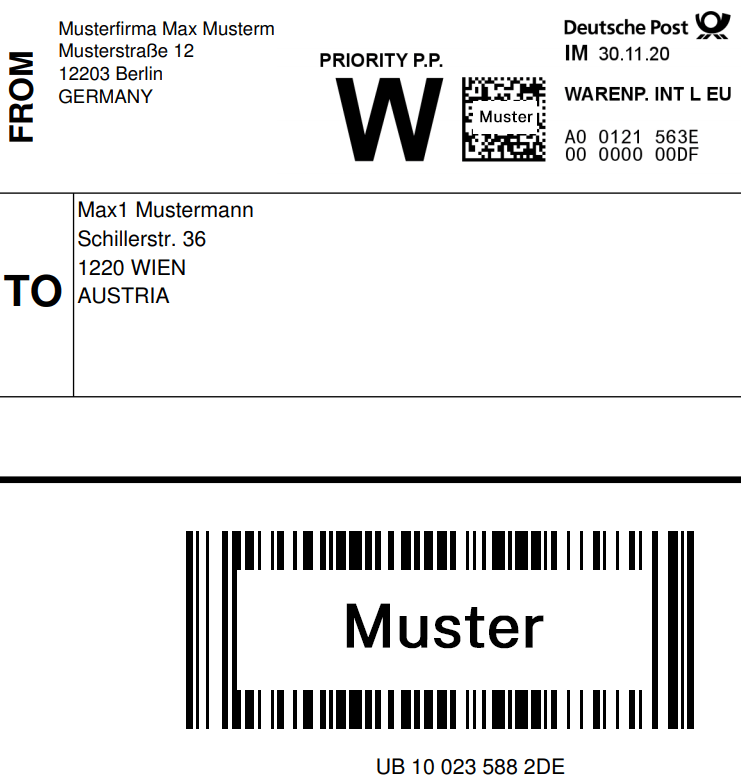 FROM
Musterfirma Max Musterm
Musterstraße 12
12203 Berlin
GERMANY
PRIORITY P.P.
W
Muster
Deutsche Post
IM 30.11.20
WARENP. INT L EU
A0 0121 563E
00 0000 00DF
TO
Max1 Mustermann
Schillerstr. 36
1220 WIEN
AUSTRIA
Muster
UB 10 023 588 2DE